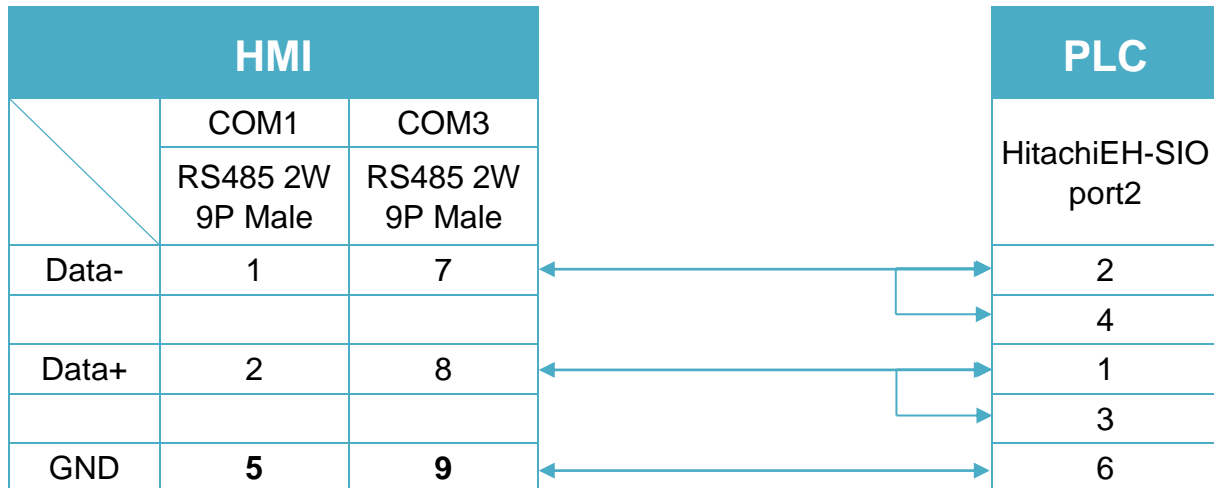 HMI PLC
COM1 COM3
HitachiEH-SIO
port2
RS485 2W
9P Male
RS485 2W
9P Male
Data- 1 7 2
4
Data+ 2 8 1
3
GND 5 9 6